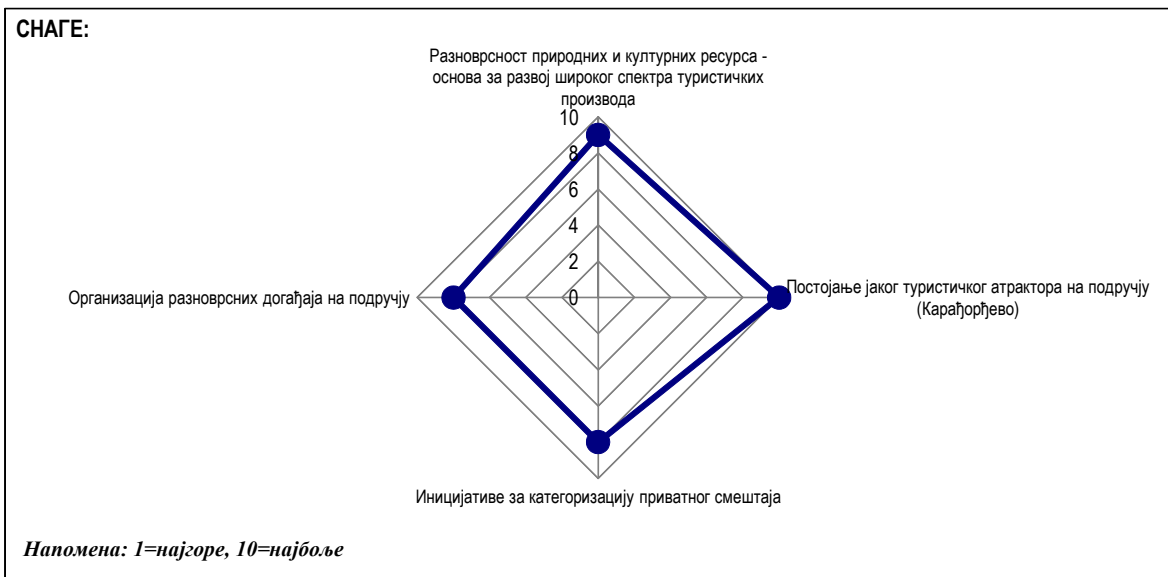 СНАГЕ:
Разноврсност природних и културних ресурса -
основа за развој широког спектра туристичких
производа
10
8
6
4
2
0
Организација разноврсних догађаја на подручју
Постојање јаког туристичког атрактора на подручју
(Карађорђево)
Иницијативе за категоризацију приватног смештаја
Напомена: 1=најгоре, 10=најбоље